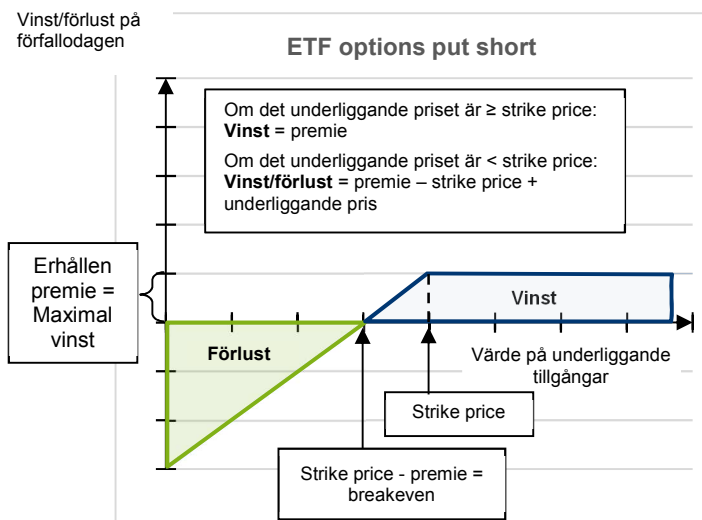 Vinst/förlust på
förfallodagen
ETF options put short
Om det underliggande priset är ≥ strike price:
Vinst = premie
Om det underliggande priset är < strike price:
Vinst/förlust = premie – strike price +
underliggande pris
Erhållen
premie =
Maximal
vinst
Vinst
Förlust
Värde på underliggande
tillgångar
Strike price
Strike price - premie =
breakeven